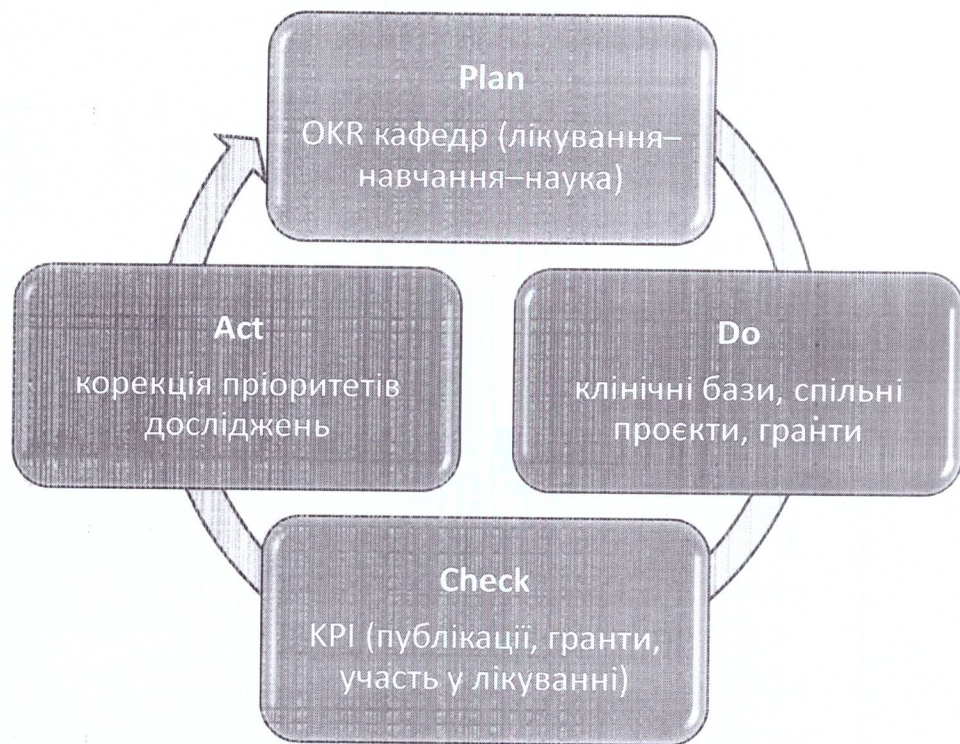 Plan
OKR кафедр (лікування–
навчання–наука)
Do
клінічні бази, спільні
проєкти, гранти
Check
KPI (публікації, гранти,
участь у лікуванні)
Act
корекція пріоритетів
досліджень